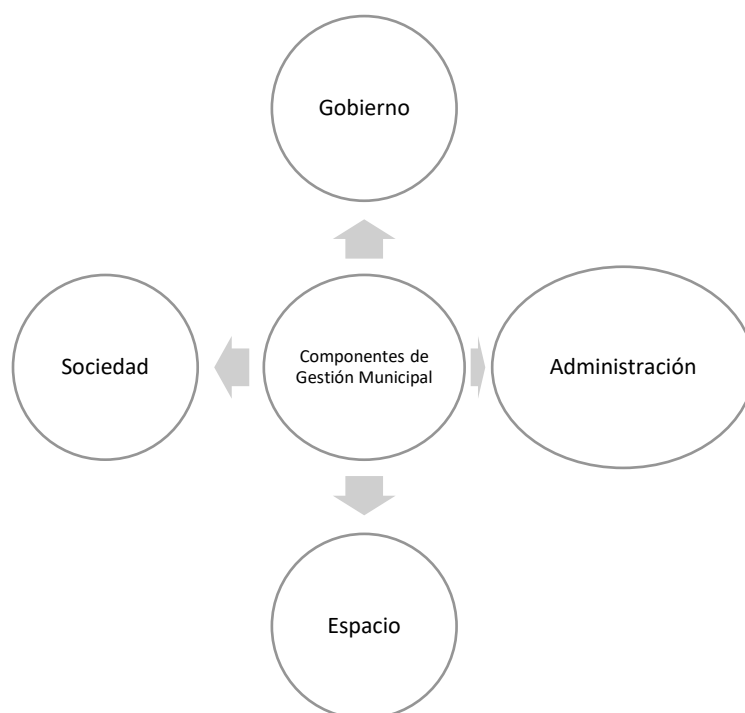 Gobierno
Sociedad
Componentes de
Gestión Municipal
Administración
Espacio